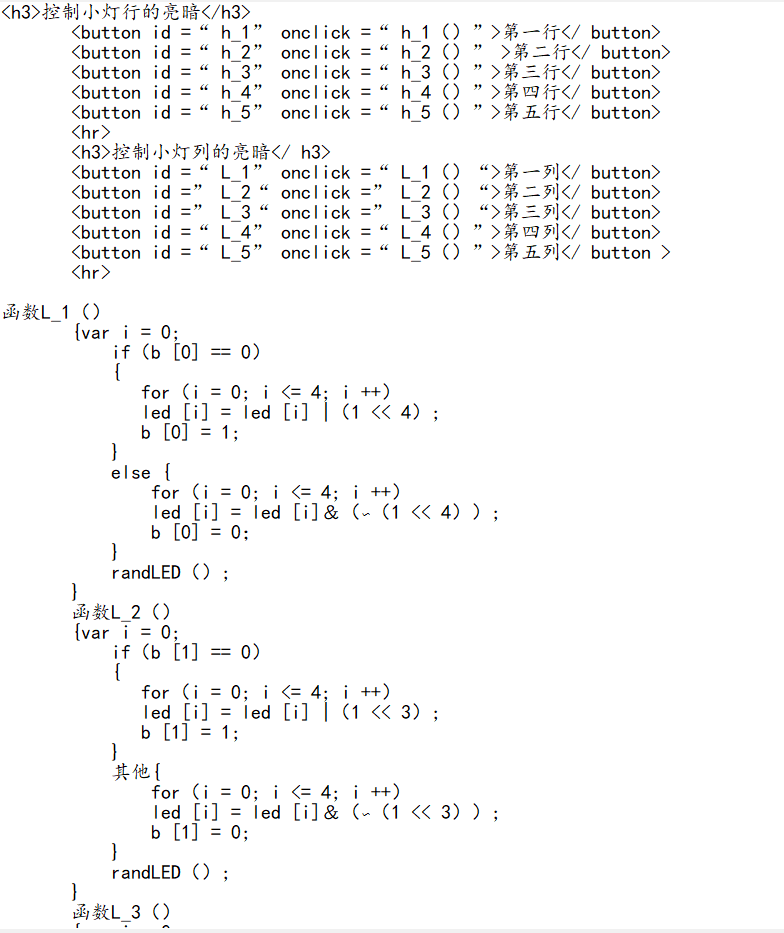 <h3>控制小灯行的亮暗</h3>
<button id =“ h_1” onclick =“ h_1 () ”>第一行</ button>
<button id =“ h_2” onclick =“ h_2 () ” >第二行</ button>
<button id =“ h_3” onclick =“ h_3 () ”>第三行</ button>
<button id =“ h_4” onclick =“ h_4 () ”>第四行</ button>
<button id =“ h_5” onclick =“ h_5 () ”>第五行</ button>
<hr>
<h3>控制小灯列的亮暗</ h3>
<button id =“ L_1” onclick =“ L_1 () “>第一列</ button>
<button id =” L_2“ onclick =” L_2 () “>第二列</ button>
<button id =” L_3“ onclick =” L_3 () “>第三列</ button>
<button id =“ L_4” onclick =“ L_4 () ”>第四列</ button>
<button id =“ L_5” onclick =“ L_5 () ”>第五列</ button >
<hr>
函数L_1 ()
{var i = 0;
if (b [0] == 0)
{
for (i = 0; i <= 4; i ++)
led [i] = led [i] | (1 << 4) ;
b [0] = 1;
}
else {
for (i = 0; i <= 4; i ++)
led [i] = led [i]& (~ (1 << 4) ) ;
b [0] = 0;
}
randLED () ;
}
函数L_2 ()
{var i = 0;
if (b [1] == 0)
{
for (i = 0; i <= 4; i ++)
led [i] = led [i] | (1 << 3) ;
b [1] = 1;
}
其他{
for (i = 0; i <= 4; i ++)
led [i] = led [i]& (~ (1 << 3) ) ;
b [1] = 0;
}
randLED () ;
}
函数L_3 ()